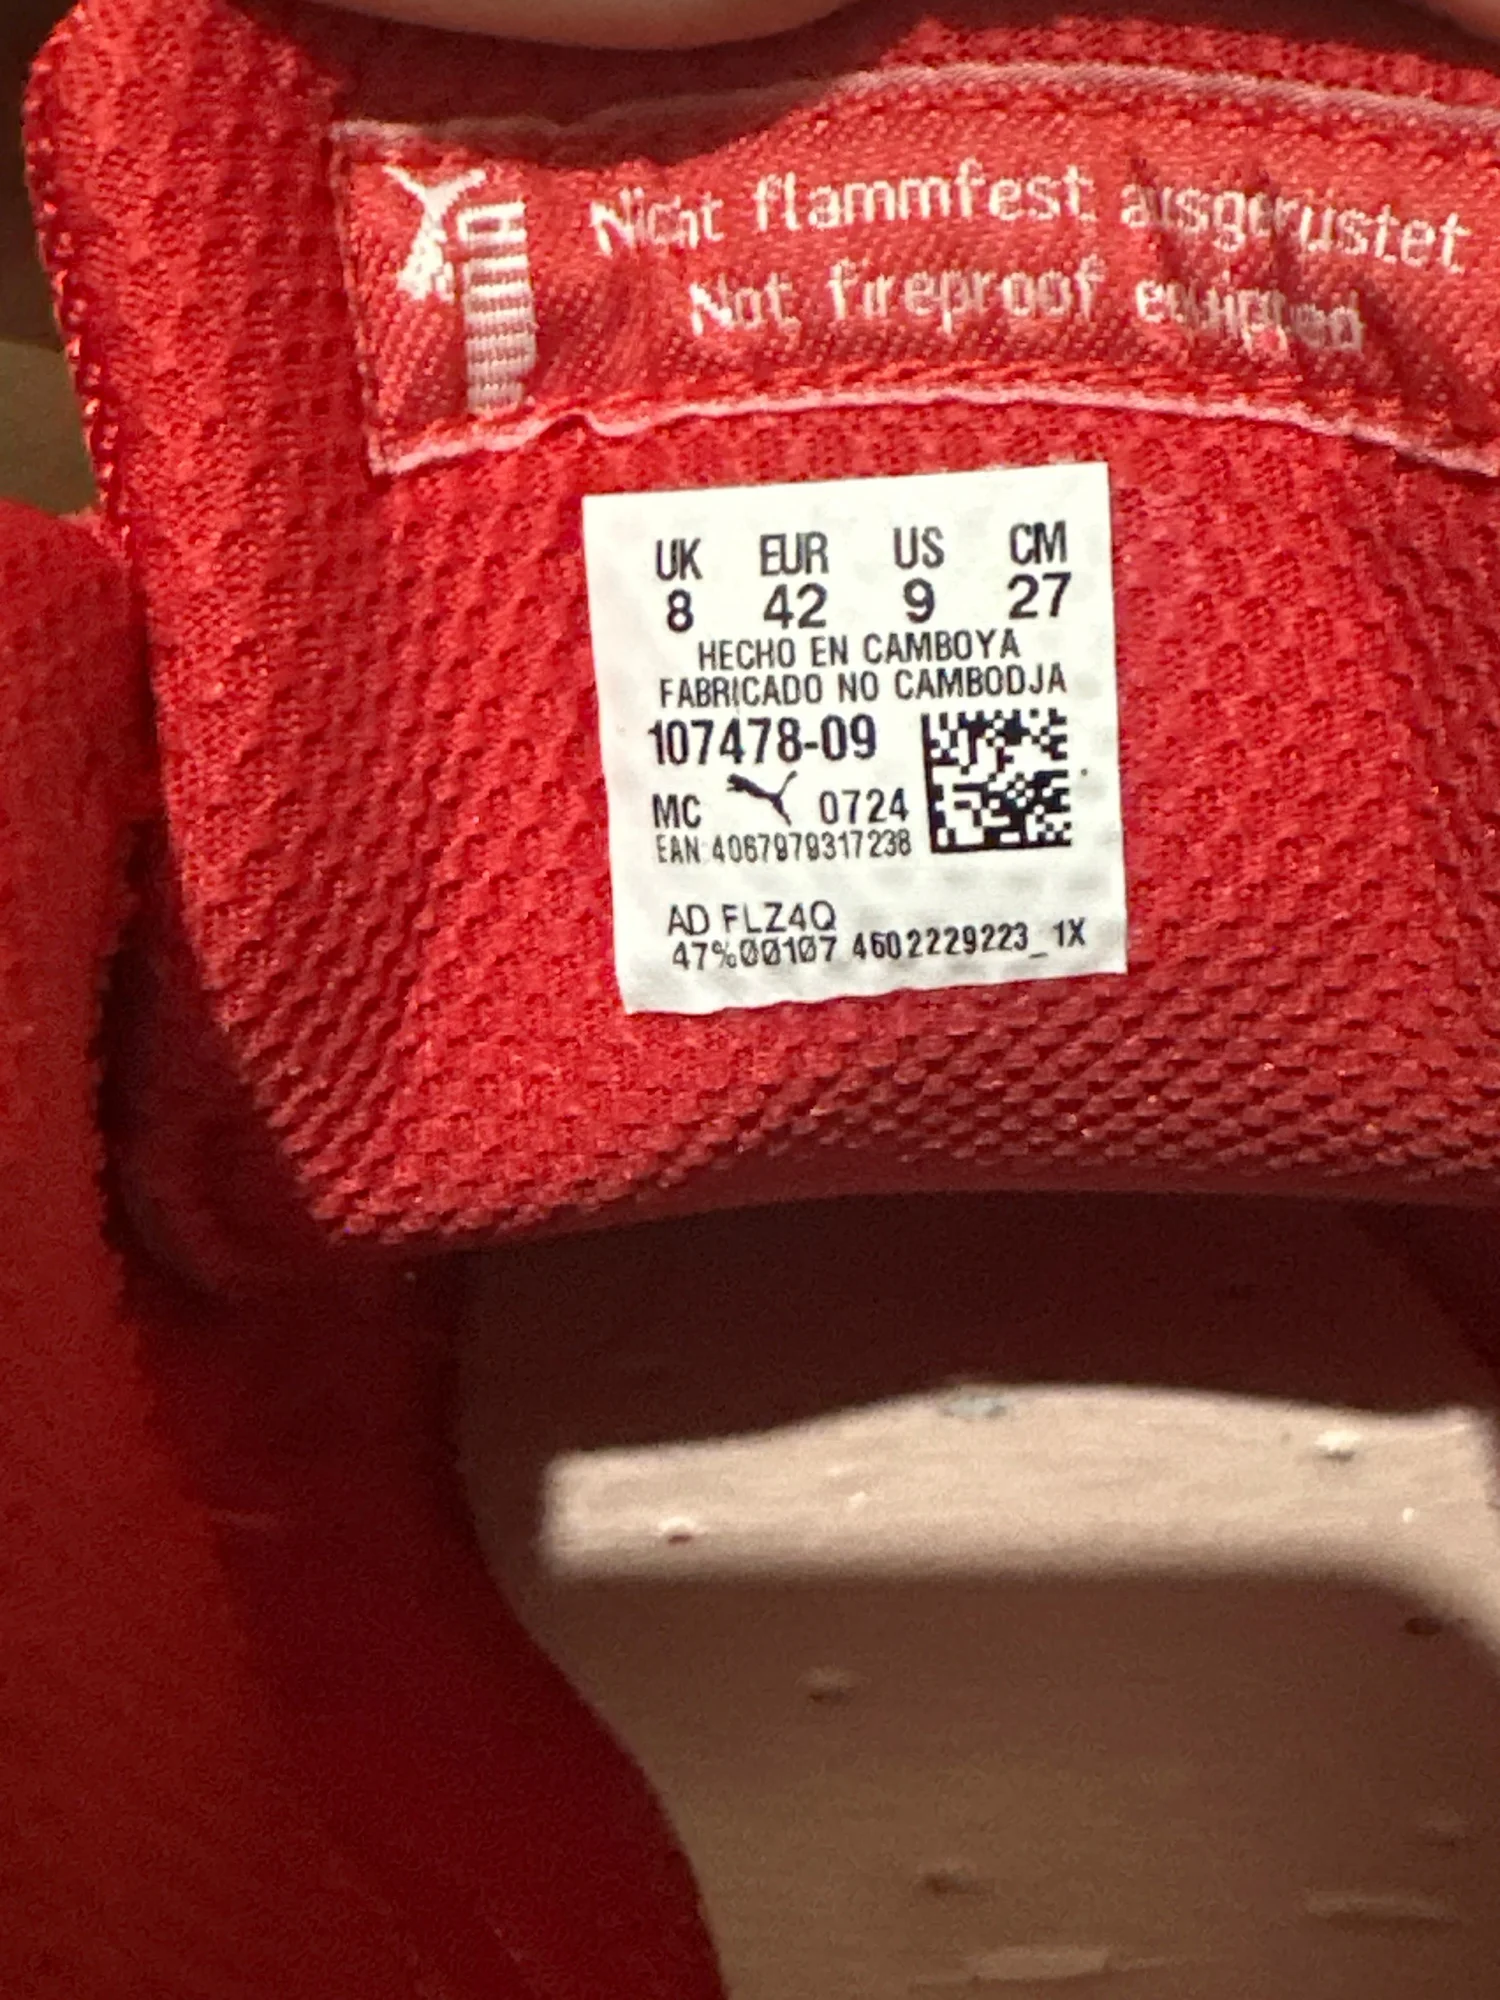 PUMA
Nicht flammfest ausgerüstet
Not fireproof equipped
UK EUR US CM
8 42 9 27
HECHO EN CAMBOYA
FABRICADO NO CAMBODJA
107478-09
MC 0724
EAN:4067979317238
AD FLZ4Q
47%00107 4602229223_1X